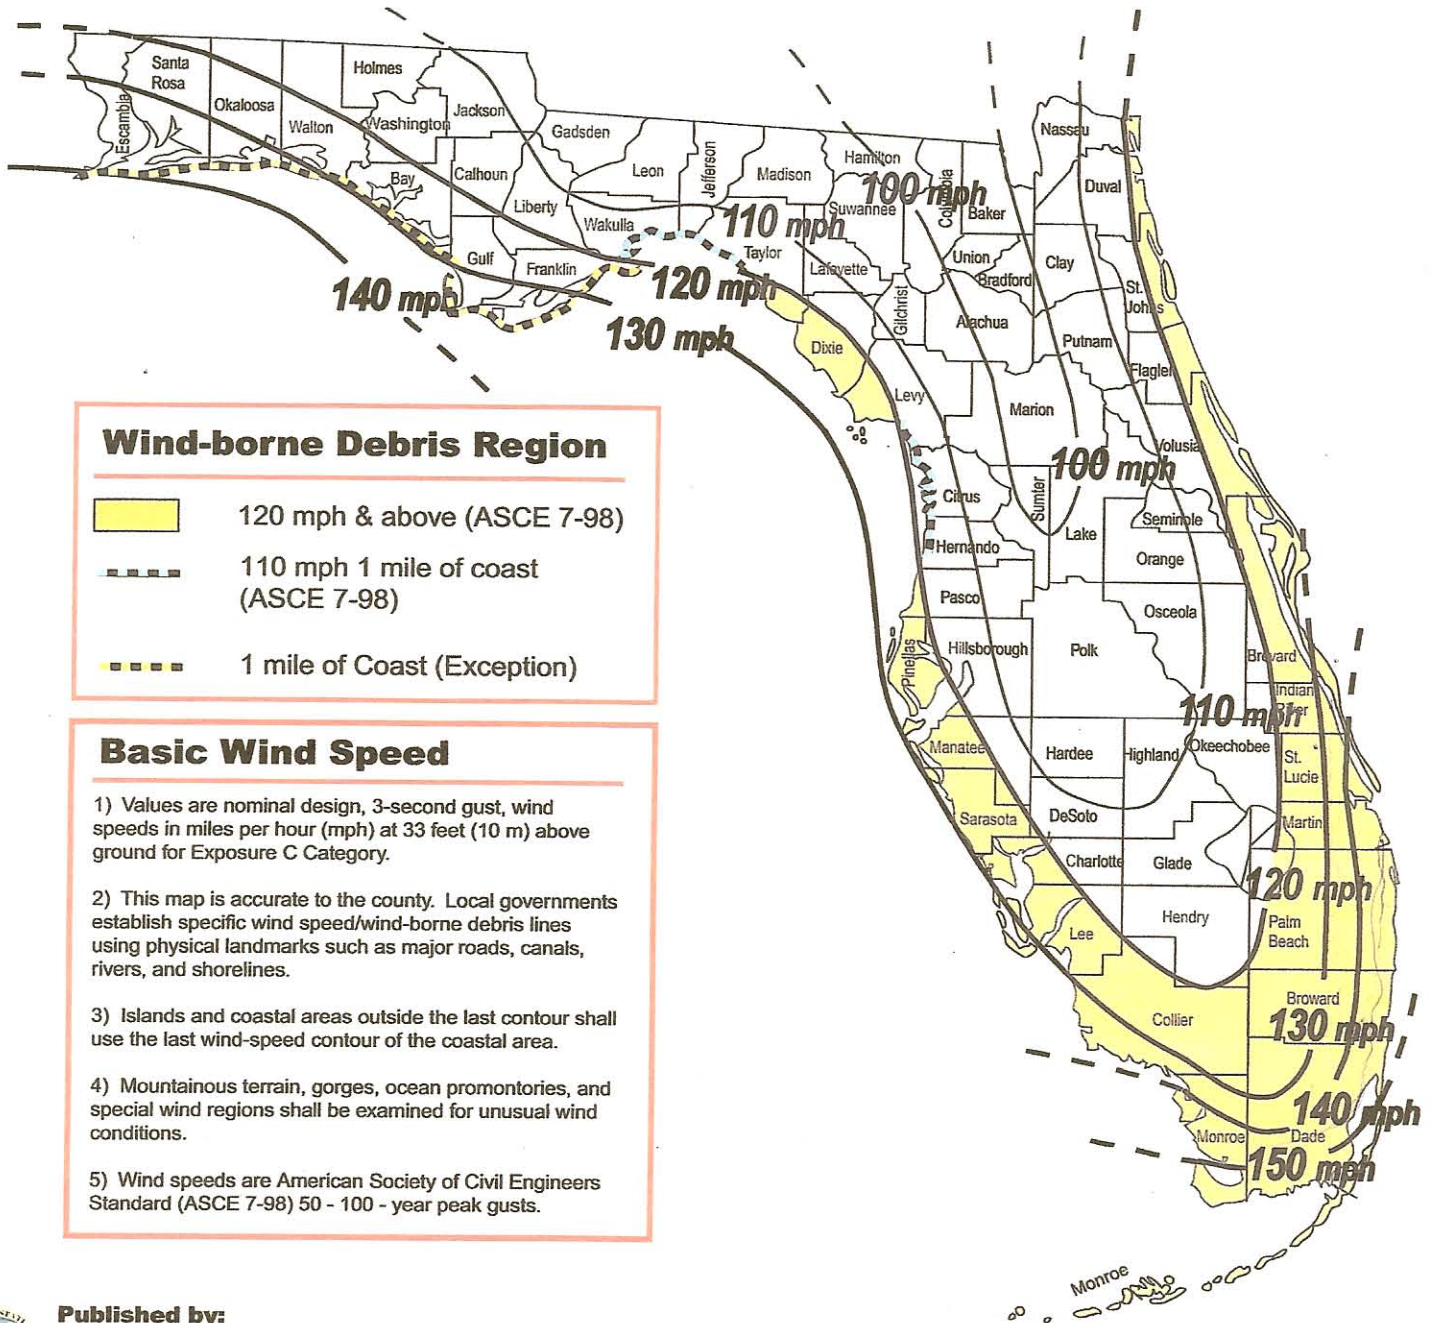 Santa
Rosa
Holmes
Okaloosa
Escambia
Walton
Washington
Jackson
Gadsden
Bay
Calhoun
Liberty
Leon
Jefferson
Madison
Hamilton
Nassau
Duval
100 mph
Columbia
Baker
Suwannee
Wakulla
110 mph
Taylor
Gulf
Franklin
Lafayette
Union
Bradford
Clay
St.
Johns
140 mph
120 mph
130 mph
Gilchrist
Alachua
Putnam
Dixie
Flagler
Levy
Marion
Volusia
100 mph
Citrus
Sumter
Lake
Seminole
Hernando
Orange
Pasco
Osceola
Pinellas
Hillsborough
Polk
Brevard
Indian
River
110 mph
Manatee
Hardee
Highland
Okeechobee
St.
Lucie
Sarasota
DeSoto
Martin
Charlotte
Glade
120 mph
Hendry
Palm
Beach
Lee
Collier
Broward
130 mph
140 mph
Monroe
Dade
150 mph
Monroe
Wind-borne Debris Region
120 mph & above (ASCE 7-98)
110 mph 1 mile of coast
(ASCE 7-98)
1 mile of Coast (Exception)
Basic Wind Speed
1) Values are nominal design, 3-second gust, wind
speeds in miles per hour (mph) at 33 feet (10 m) above
ground for Exposure C Category.
2) This map is accurate to the county. Local governments
establish specific wind speed/wind-borne debris lines
using physical landmarks such as major roads, canals,
rivers, and shorelines.
3) Islands and coastal areas outside the last contour shall
use the last wind-speed contour of the coastal area.
4) Mountainous terrain, gorges, ocean promontories, and
special wind regions shall be examined for unusual wind
conditions.
5) Wind speeds are American Society of Civil Engineers
Standard (ASCE 7-98) 50 - 100 - year peak gusts.
Published by: